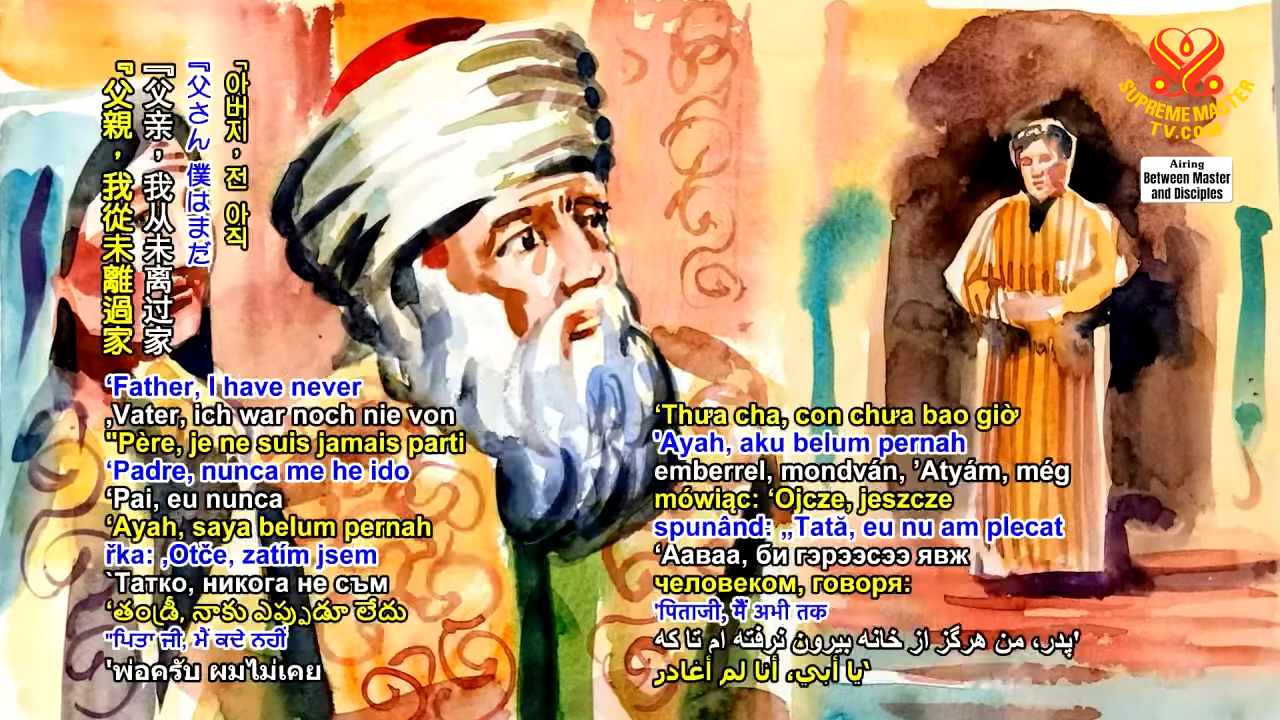 「아버지, 전 아직
『父さん 僕はまだ
『父亲，我从未离过家
『父親，我從未離過家
‘Father, I have never
‚Vater, ich war noch nie von
"Père, je ne suis jamais parti
‘Padre, nunca me he ido
‘Pai, eu nunca
‘Ayah, saya belum pernah
řka: ‚Otče, zatím jsem
`Татко, никога не съм
‘తండ్రీ, నాకు ఎప్పుడూ లేదు
"ਪਿਤਾ ਜੀ, ਮੈਂ ਕਦੇ ਨਹੀਂ
'พ่อครับ ผมไม่เคย
‘Thưa cha, con chưa bao giờ
'Ayah, aku belum pernah
emberrel, mondván, ’Atyám, még
mówiąc: ‘Ojcze, jeszcze
spunând: „Tată, eu nu am plecat
‘Ааваа, би гэрээсээ явж
человеком, говоря:
'पिताजी, मैं अभी तक
'پدر، من هرگز از خانه بیرون نرفته ام تا که
`يا أبي، أنا لم أغادر
SUPREME MASTER
TV.COM
Airing
Between Master
and Disciples